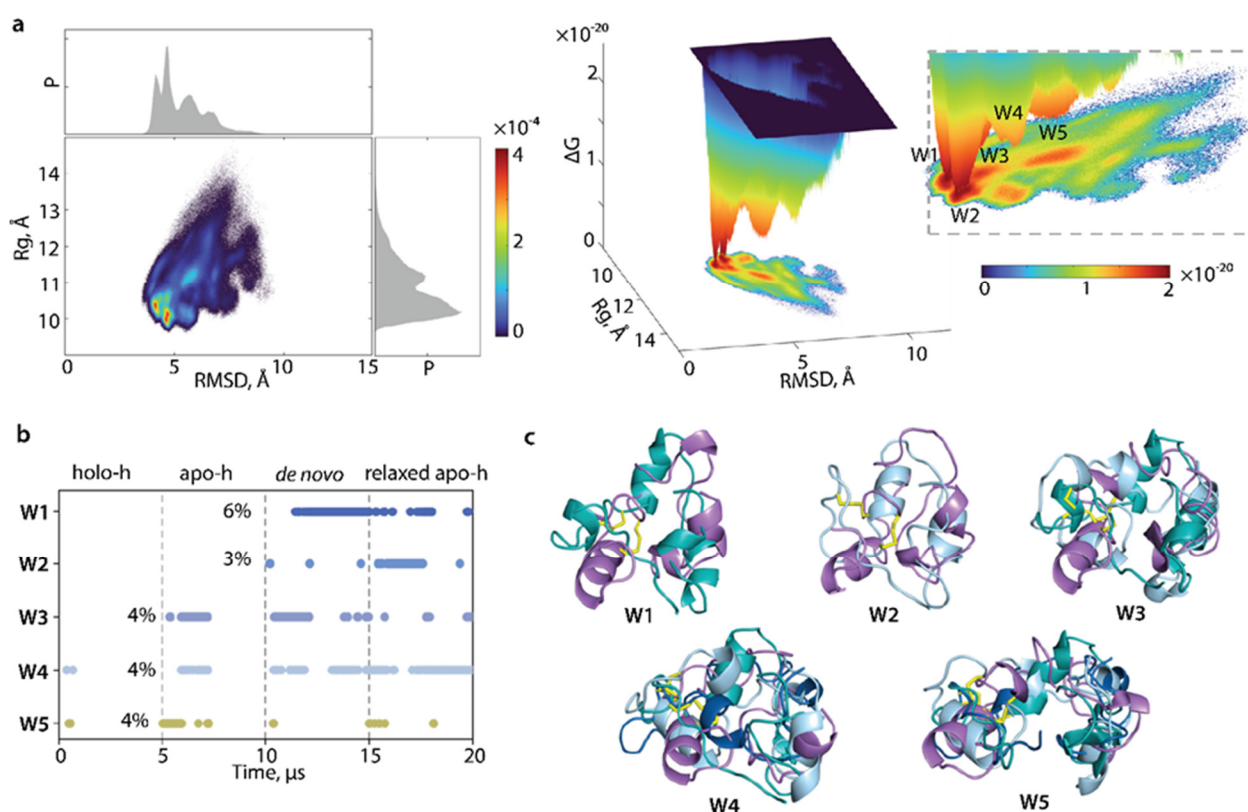 a
P
×10⁻⁴
4
2
0
Rg, Å
14
13
12
11
10
0
5
10
15
RMSD, Å
P
×10⁻²⁰
2
1
0
ΔG
10
12
14
Rg, Å
0
5
10
RMSD, Å
W4
W5
W1
W3
W2
×10⁻²⁰
0
1
2
b
holo-h
apo-h
de novo
relaxed apo-h
W1
6%
W2
3%
W3
4%
W4
4%
W5
4%
0
5
10
15
20
Time, µs
c
W1
W2
W3
W4
W5